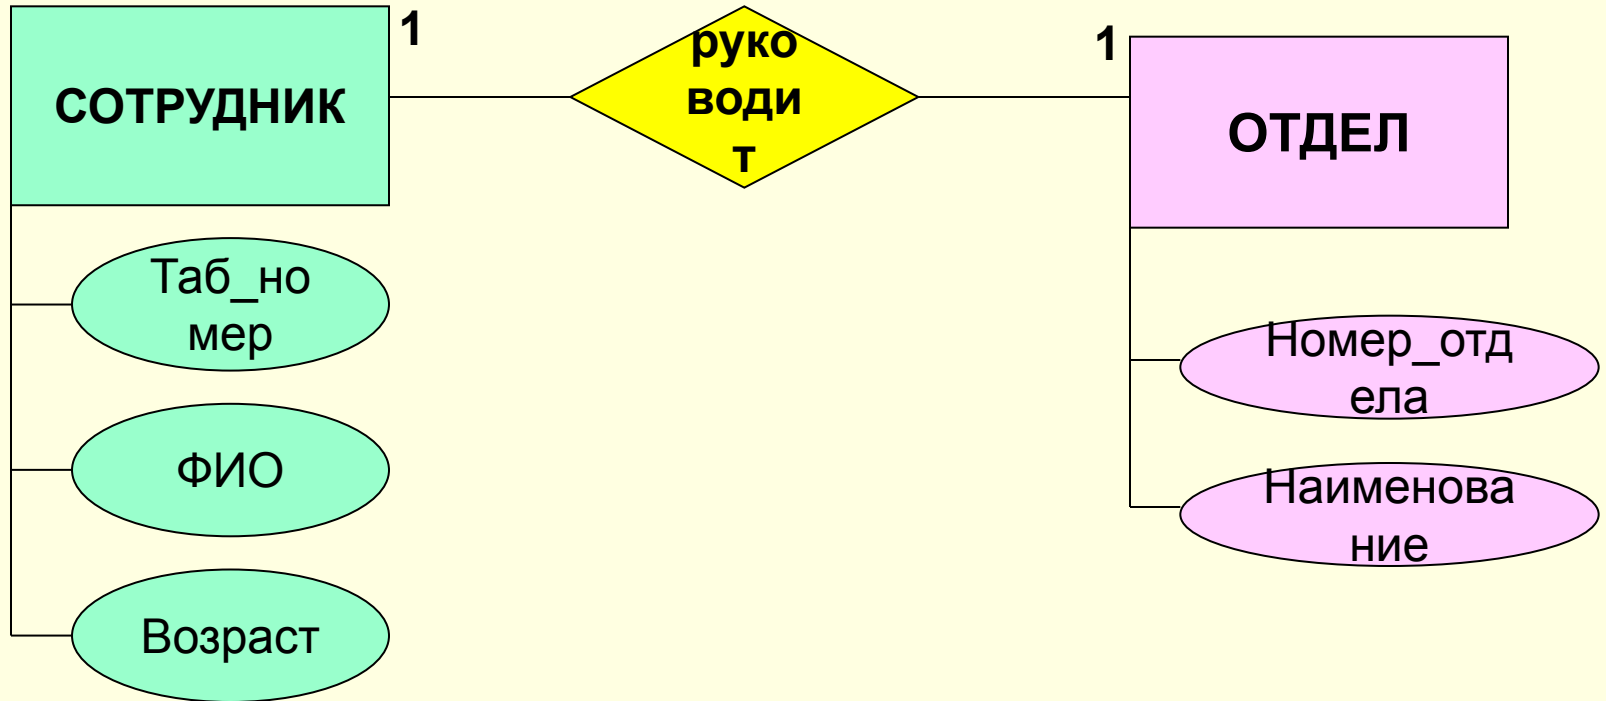 СОТРУДНИК
1
руко
води
т
1
ОТДЕЛ
Таб_но
мер
ФИО
Возраст
Номер_отд
ела
Наименова
ние